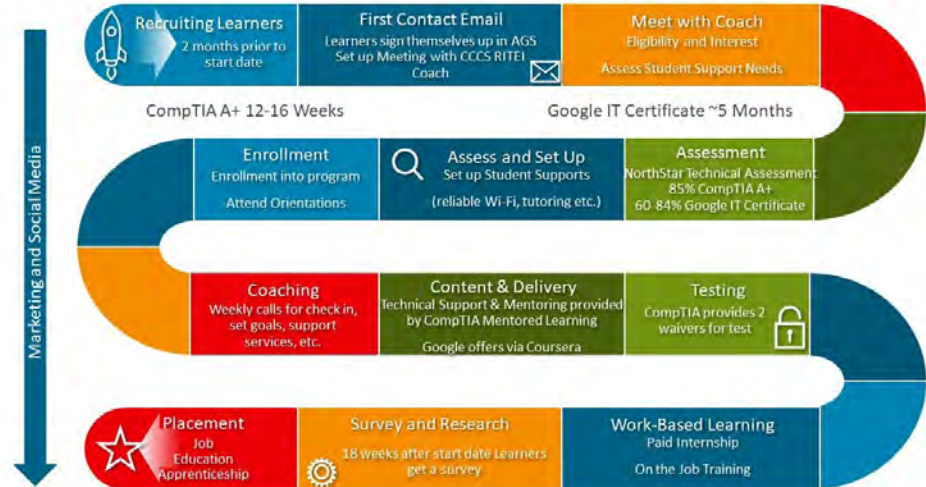 Marketing and Social Media
Recruiting Learners
2 months prior to
start date
First Contact Email
Learners sign themselves up in AGS
Set up Meeting with CCCS RITEI
Coach
Meet with Coach
Eligibility and Interest
Assess Student Support Needs
CompTIA A+ 12-16 Weeks
Google IT Certificate ~5 Months
Enrollment
Enrollment into program
Attend Orientations
Assess and Set Up
Set up Student Supports
(reliable Wi-Fi, tutoring etc.)
Assessment
NorthStar Technical Assessment
85% CompTIA A+
60-84% Google IT Certificate
Coaching
Weekly calls for check in,
set goals, support
services, etc.
Content & Delivery
Technical Support & Mentoring provided
by CompTIA Mentored Learning
Google offers via Coursera
Testing
CompTIA provides 2
waivers for test
Placement
Job
Education
Apprenticeship
Survey and Research
18 weeks after start date Learners
get a survey
Work-Based Learning
Paid Internship
On the Job Training